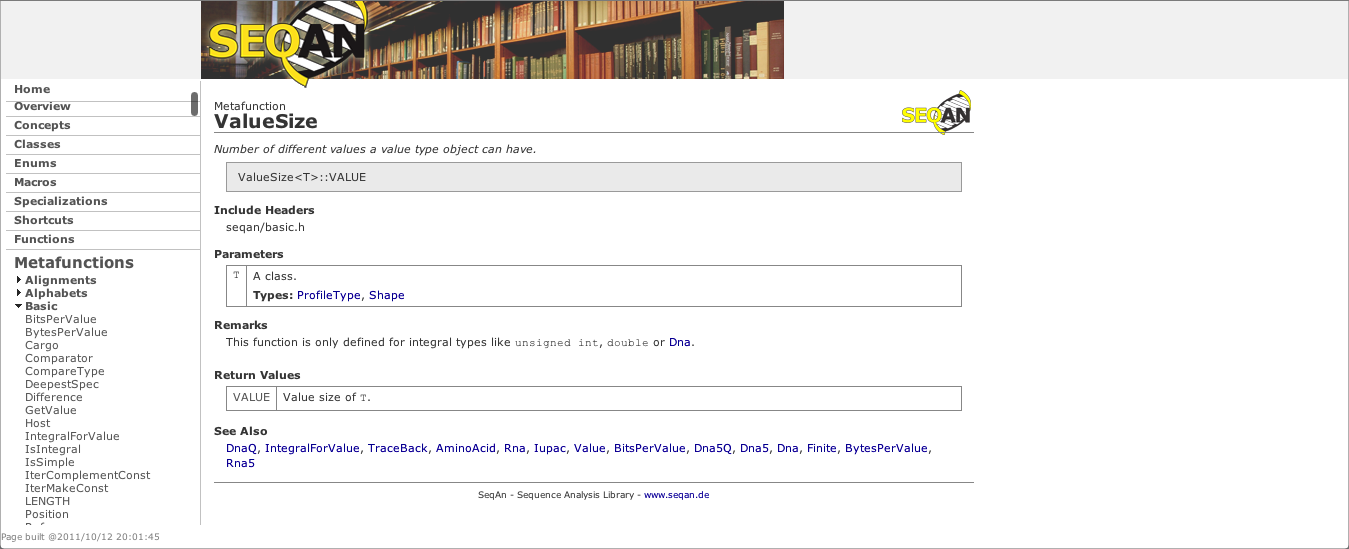 SEQAN
Home
Overview
Concepts
Classes
Enums
Macros
Specializations
Shortcuts
Functions
Metafunctions
Alignments
Alphabets
Basic
BitsPerValue
BytesPerValue
Cargo
Comparator
CompareType
DeepestSpec
Difference
GetValue
Host
IntegralForValue
IsIntegral
IsSimple
IterComplementConst
IterMakeConst
LENGTH
Position
Page built @2011/10/12 20:01:45
Metafunction
ValueSize
SEQAN
Number of different values a value type object can have.
ValueSize<T>::VALUE
Include Headers
seqan/basic.h
Parameters
T A class.
Types: ProfileType, Shape
Remarks
This function is only defined for integral types like unsigned int, double or Dna.
Return Values
VALUE Value size of T.
See Also
DnaQ, IntegralForValue, TraceBack, AminoAcid, Rna, Iupac, Value, BitsPerValue, Dna5Q, Dna5, Dna, Finite, BytesPerValue,
Rna5
SeqAn - Sequence Analysis Library - www.seqan.de